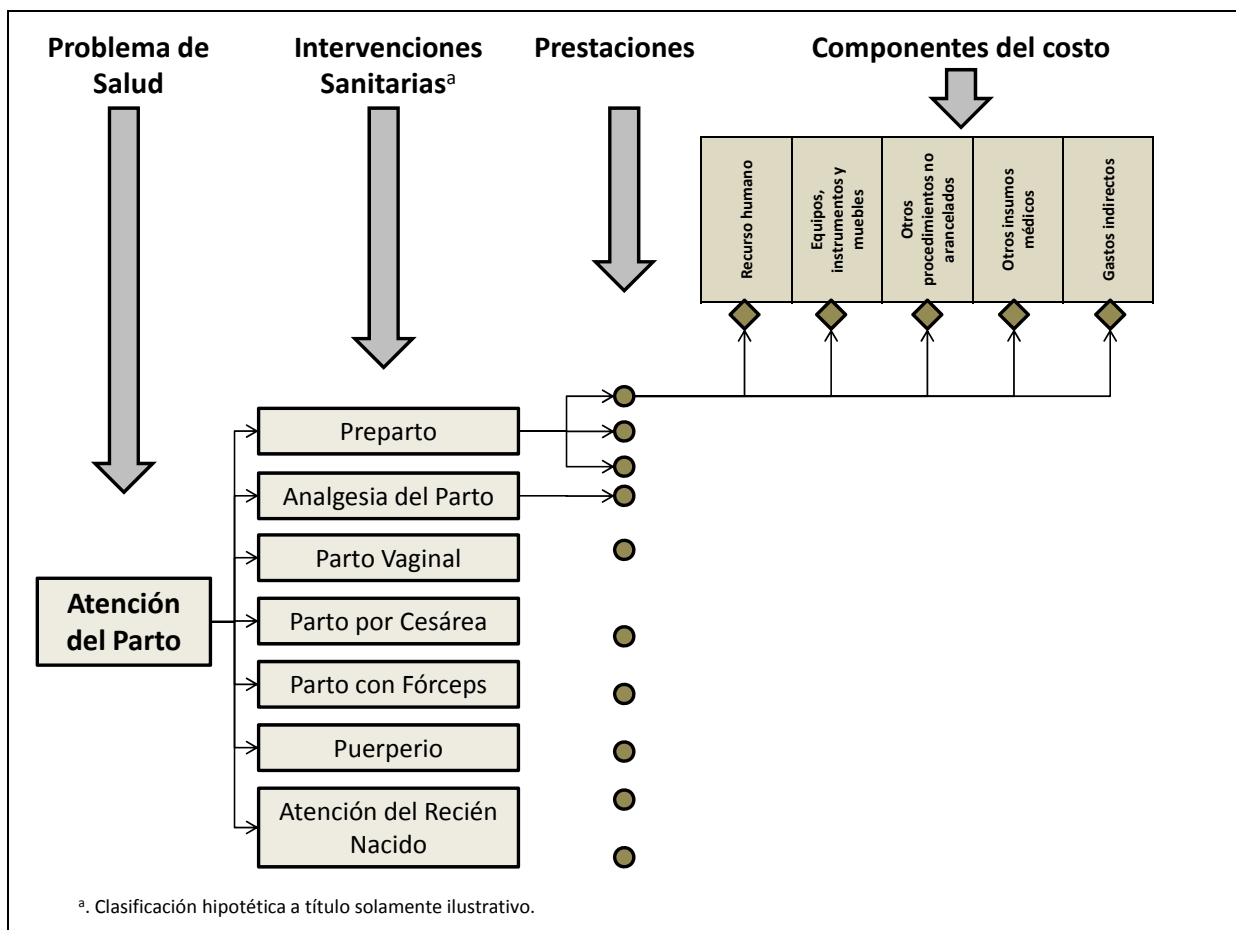 Problema de
Salud
Intervenciones
Sanitariasª
Prestaciones
Componentes del costo
Recurso humano
Equipos,
instrumentos y
muebles
Otros
procedimientos no
arancelados
Otros insumos
médicos
Gastos indirectos
Atención
del Parto
Preparto
Analgesia del Parto
Parto Vaginal
Parto por Cesárea
Parto con Fórceps
Puerperio
Atención del Recién
Nacido
ª. Clasificación hipotética a título solamente ilustrativo.